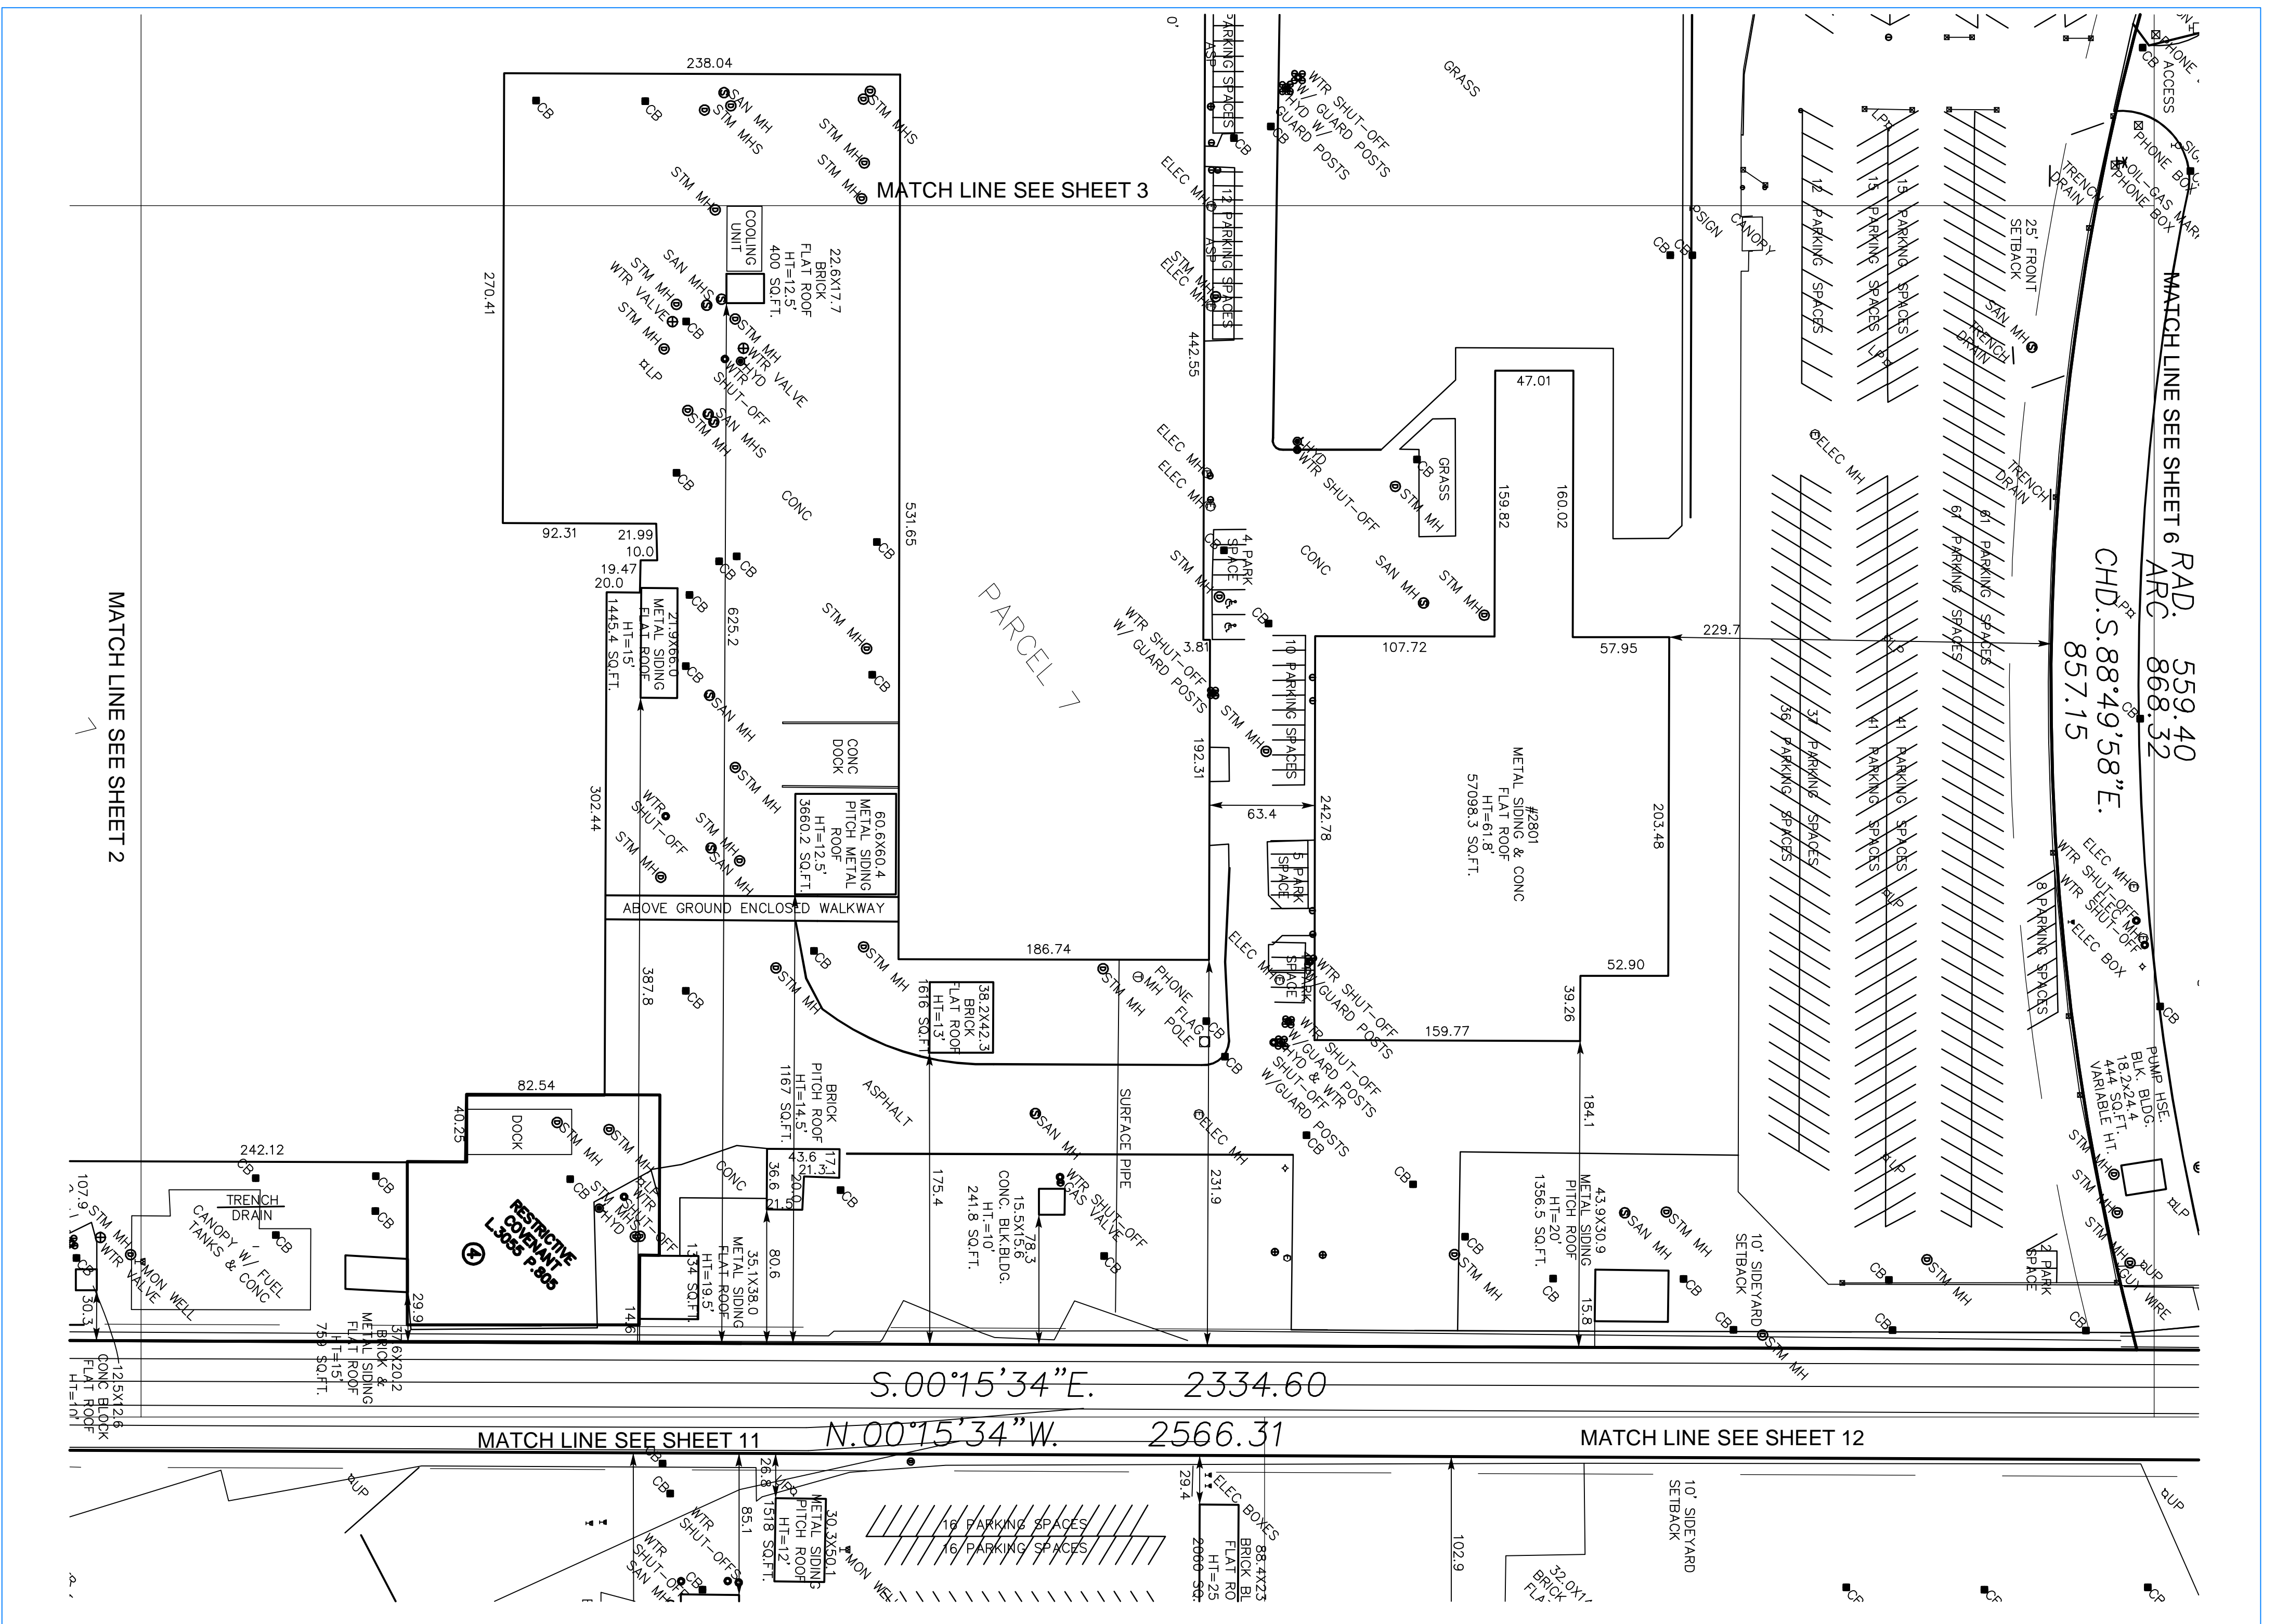 238.04
0'
PARKING SPACES
ASP
WTR SHUT-OFF
W/ GUARD POSTS
HYD W/
GUARD POSTS
GRASS
CB
CB
SAN MH
STM MHS
STM MHS
STM MH
STM MH
STM MH
CB
CB
MATCH LINE SEE SHEET 3
ELEC MH
12 PARKING SPACES
ASP
STM MH
ELEC MH
CB
CB
SIGN
CANOPY
12 PARKING SPACES
15 PARKING SPACES
15 PARKING SPACES
LP
LP
25' FRONT
SETBACK
TRENCH
DRAIN
PHONE
CB
ACCESS
PHONE BOX
OIL-GAS
PHONE BOX
SAN MH
TRENCH
DRAIN
MATCH LINE SEE SHEET 6
RAD. 559.40
ARC 868.32
CHD.S.88°49'58"E.
857.15
270.41
COOLING
UNIT
22.6X17.7
BRICK
FLAT ROOF
HT=12.5'
400 SQ.FT.
SAN MHS
STM MH
WTR VALVE
STM MH
CB
LP
STM MH
WTR VALVE
HYD
WTR
SHUT-OFF
SAN MHS
STM MH
CB
CONC
442.55
531.65
47.01
159.82
160.02
GRASS
CB
STM MH
HYD
WTR SHUT-OFF
ELEC MH
ELEC MH
ELEC MH
TRENCH
DRAIN
61 PARKING SPACES
61 PARKING SPACES
92.31
21.99
10.0
19.47
20.0
CB
CB
CB
CB
21.9X66.0
METAL SIDING
FLAT ROOF
HT=15'
1445.4 SQ.FT.
625.2
STM MH
CB
CB
SAN MH
CB
4 PARK
SPACE
STM MH
CB
CONC
SAN MH
STM MH
WTR SHUT-OFF
W/ GUARD POSTS
3.81
107.72
57.95
229.7
PARCEL 7
LP
LP
CB
MATCH LINE SEE SHEET 2
7
302.44
CONC
DOCK
STM MH
WTR
SHUT-OFF
STM MH
SAN MH
STM MH
60.6X60.4
METAL SIDING
PITCH METAL
ROOF
HT=12.5'
3660.2 SQ.FT.
ABOVE GROUND ENCLOSED WALKWAY
192.31
STM MH
10 PARKING SPACES
63.4
242.78
5 PARK
SPACE
#2801
METAL SIDING & CONC
FLAT ROOF
HT=61.8'
57098.3 SQ.FT.
203.48
36 PARKING SPACES
37 PARKING SPACES
41 PARKING SPACES
41 PARKING SPACES
LP
8 PARKING SPACES
ELEC MH
WTR SHUT-OFF
ELEC MH
WTR SHUT-OFF
ELEC BOX
387.8
CB
CB
STM MH
STM MH
186.74
38.2X42.3
BRICK
FLAT ROOF
HT=13'
1616 SQ.FT
STM MH
PHONE
MH
FLAG
POLE
CB
CB
ELEC MH
PARK
SPACE
WTR SHUT-OFF
W/GUARD POSTS
WTR SHUT-OFF
W/GUARD POSTS
HYD & WTR
SHUT-OFF
W/GUARD POSTS
52.90
39.26
159.77
184.1
CB
PUMP HSE.
BLK. BLDG.
18.2x24.4
444 SQ.FT.
VARIABLE HT.
82.54
40.25
DOCK
STM MH
STM MH
BRICK
PITCH ROOF
HT=14.5'
1167 SQ.FT.
ASPHALT
SAN MH
SURFACE PIPE
ELEC MH
CB
CB
STM MH
STM MH
LP
LP
242.12
CB
CB
CB
CB
CB
TRENCH
DRAIN
CANOPY W/ FUEL
TANKS & CONC
107.9
STM MH
WTR VALVE
MON WELL
CB
RESTRICTIVE
COVENANT
L.3055 P.805
4
LP
WTR
SHUT-OFF
STM MHS
HYD
CONC
43.6
17.1
21.3
36.6
20.0
21.5
CB
175.4
15.5X15.6
CONC. BLK.BLDG.
HT.=10'
241.8 SQ.FT.
78.3
WTR SHUT-OFF
GAS VALVE
CB
231.9
43.9X30.9
METAL SIDING
PITCH ROOF
HT=20'
1356.5 SQ.FT.
SAN MH
STM MH
CB
STM MH
CB
CB
10' SIDEYARD
SETBACK
15.8
CB
STM MH
CB
STM MH
CB
2 PARK
SPACE
STM MH
UP
GUY WIRE
CB
30.3
29.9
14.6
35.1X38.0
METAL SIDING
FLAT ROOF
HT=19.5'
1334 SQ.FT.
80.6
12.5X12.6
CONC BLOCK
FLAT ROOF
HT=10'
37.6X20.2
BRICK &
METAL SIDING
FLAT ROOF
HT=15'
759 SQ.FT.
S.00°15'34"E. 2334.60
N.00°15'34"W. 2566.31
MATCH LINE SEE SHEET 11
MATCH LINE SEE SHEET 12
UP
CB
CB
WTR
SHUT-OFFS
WTR
SHUT-OFF
SAN MH
CB
85.1
26.8
UP
30.3X50.1
METAL SIDING
PITCH ROOF
HT=12'
1518 SQ.FT.
MON WEL
16 PARKING SPACES
16 PARKING SPACES
29.4
ELEC BOXES
88.4X23
BRICK BL
FLAT RO
HT=25
2060 SQ.
102.9
32.0X1
BRICK
FLA
10' SIDEYARD
SETBACK
UP
CB
CB
CB